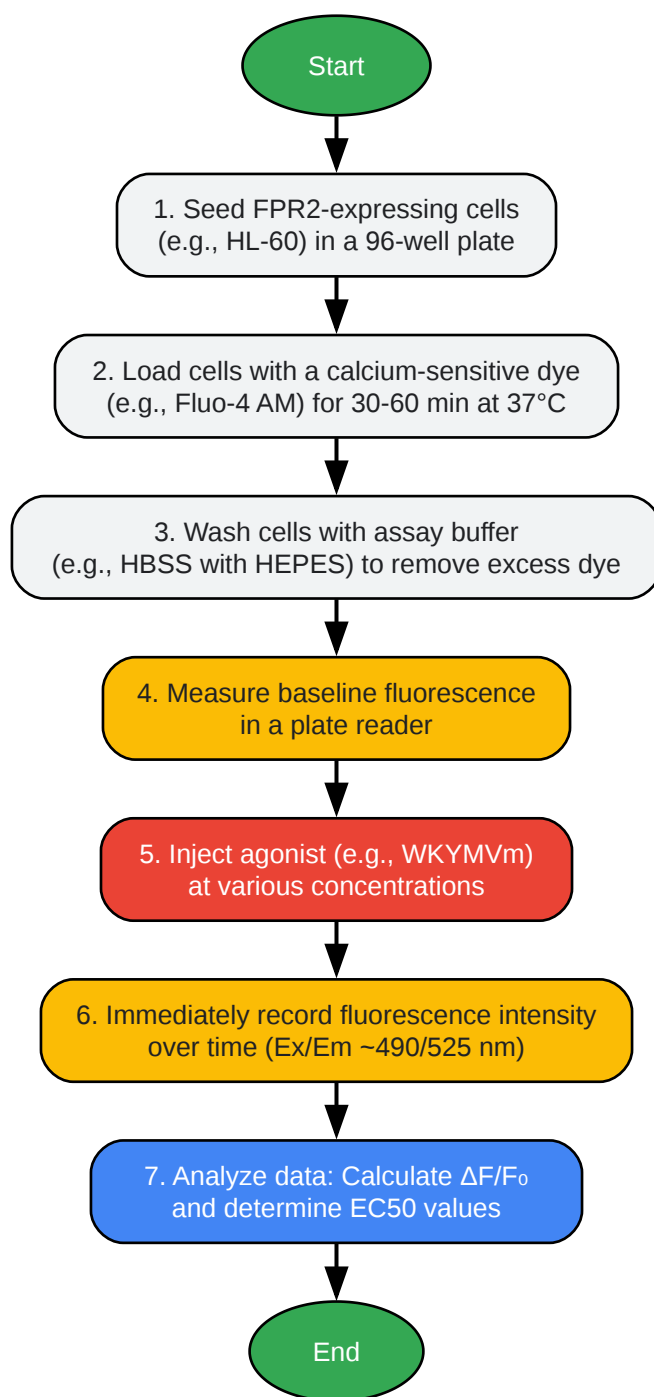 Start
1. Seed FPR2-expressing cells
(e.g., HL-60) in a 96-well plate
2. Load cells with a calcium-sensitive dye
(e.g., Fluo-4 AM) for 30-60 min at 37°C
3. Wash cells with assay buffer
(e.g., HBSS with HEPES) to remove excess dye
4. Measure baseline fluorescence
in a plate reader
5. Inject agonist (e.g., WKYMVm)
at various concentrations
6. Immediately record fluorescence intensity
over time (Ex/Em ~490/525 nm)
7. Analyze data: Calculate ΔF/F₀
and determine EC50 values
End